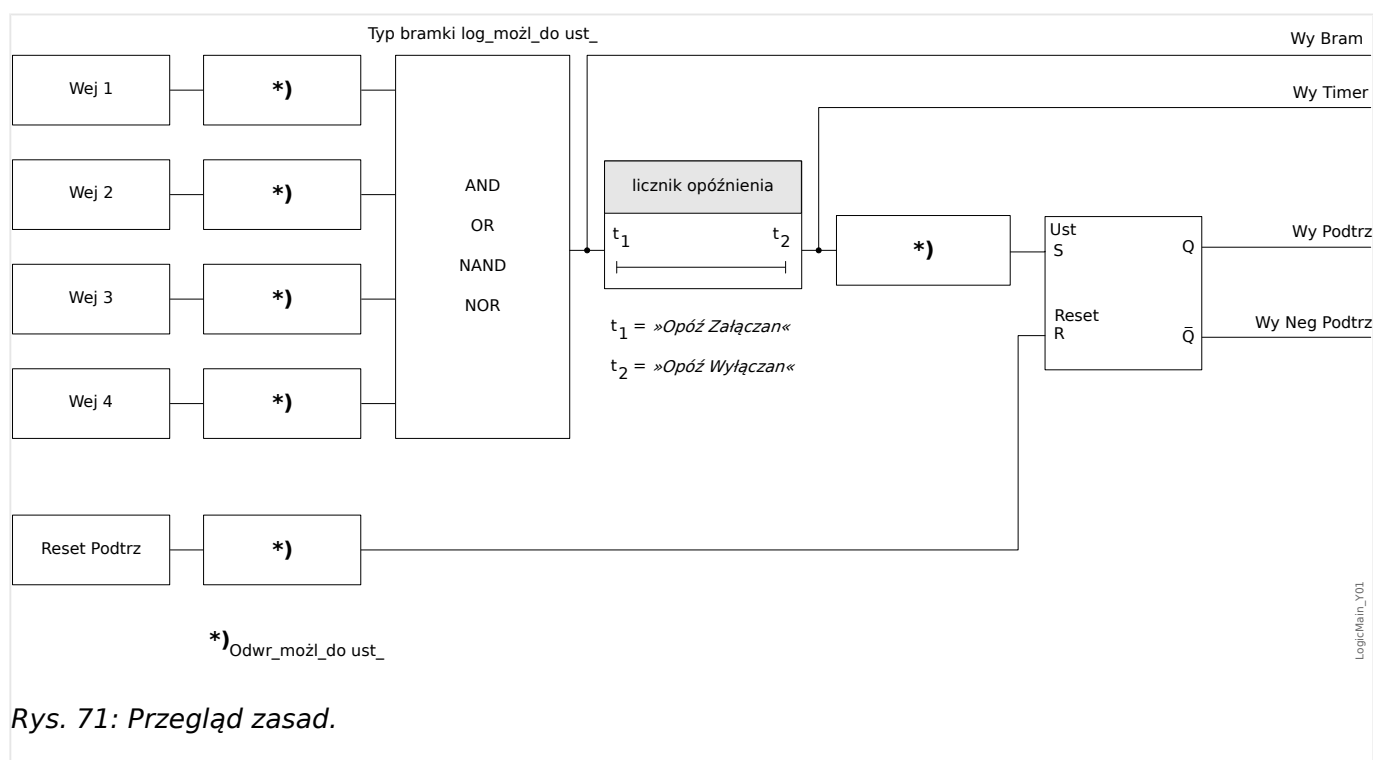 Typ bramki log_możl_do ust_
Wy Bram
Wej 1
*)
Wy Timer
Wej 2
*)
AND
OR
NAND
NOR
licznik opóźnienia
t1
t2
*)
Ust
S
Q
Wy Podtrz
Wej 3
*)
t1 = »Opóź Załączan«
t2 = »Opóź Wyłączan«
Reset
R
Q̅
Wy Neg Podtrz
Wej 4
*)
Reset Podtrz
*)
*)Odwr_możl_do ust_
LogicMain_Y01
Rys. 71: Przegląd zasad.